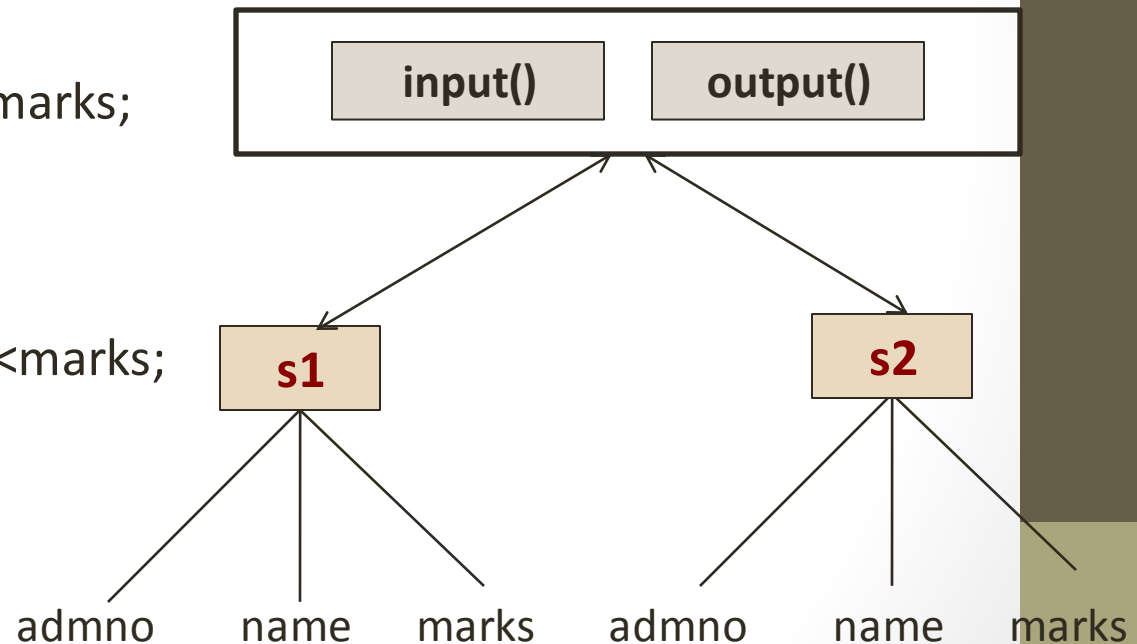 input() output()
marks;
<marks;
s1 s2
admno name marks admno name marks